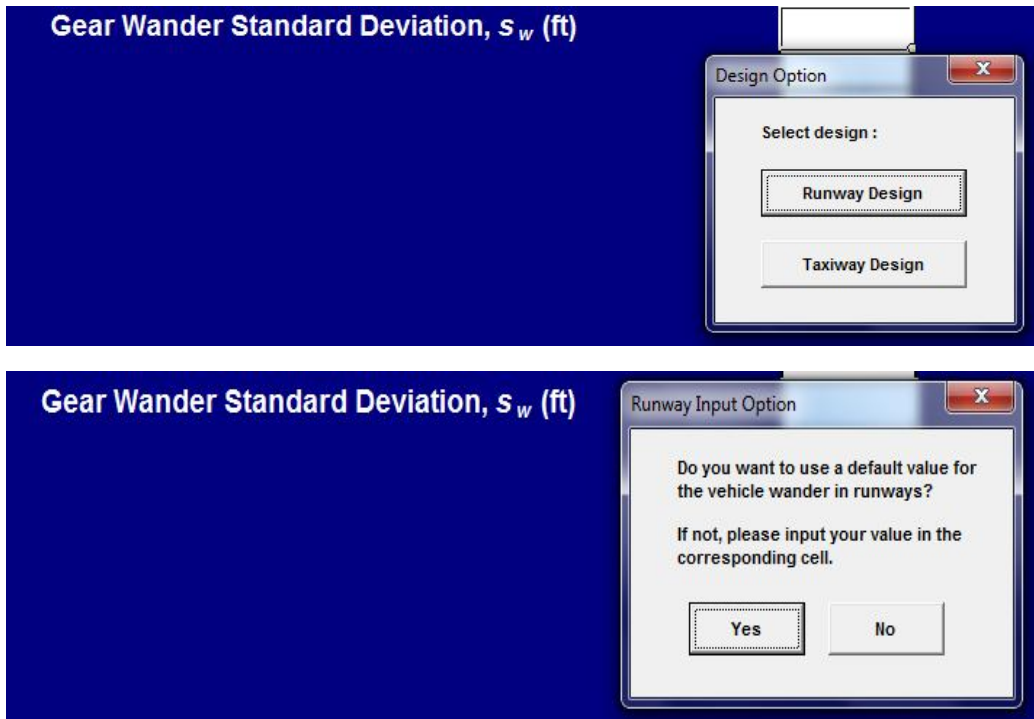 Gear Wander Standard Deviation, s w (ft)
Design Option
x
Select design :
Runway Design
Taxiway Design
Gear Wander Standard Deviation, s w (ft)
Runway Input Option
x
Do you want to use a default value for
the vehicle wander in runways?
If not, please input your value in the
corresponding cell.
Yes
No